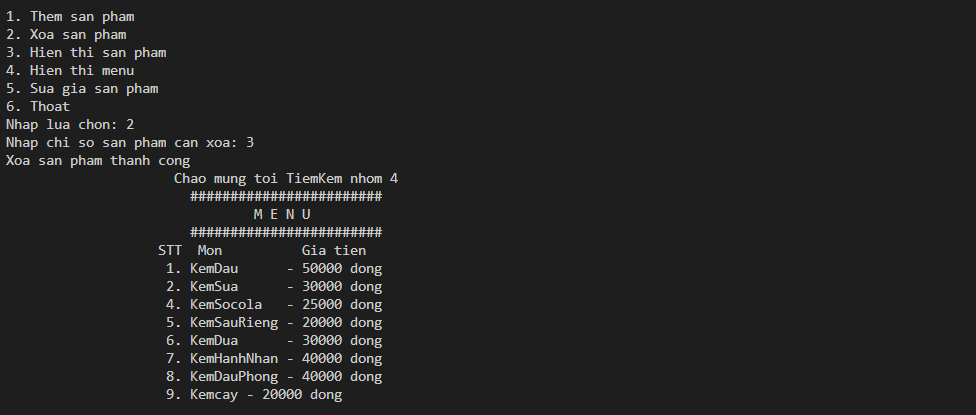 1. Them san pham
2. Xoa san pham
3. Hien thi san pham
4. Hien thi menu
5. Sua gia san pham
6. Thoat
Nhap lua chon: 2
Nhap chi so san pham can xoa: 3
Xoa san pham thanh cong
Chao mung toi TiemKem nhom 4
########################
M E N U
########################
STT  Mon          Gia tien
1. KemDau      - 50000 dong
2. KemSua      - 30000 dong
4. KemSocola   - 25000 dong
5. KemSauRieng - 20000 dong
6. KemDua      - 30000 dong
7. KemHanhNhan - 40000 dong
8. KemDauPhong - 40000 dong
9. Kemcay - 20000 dong